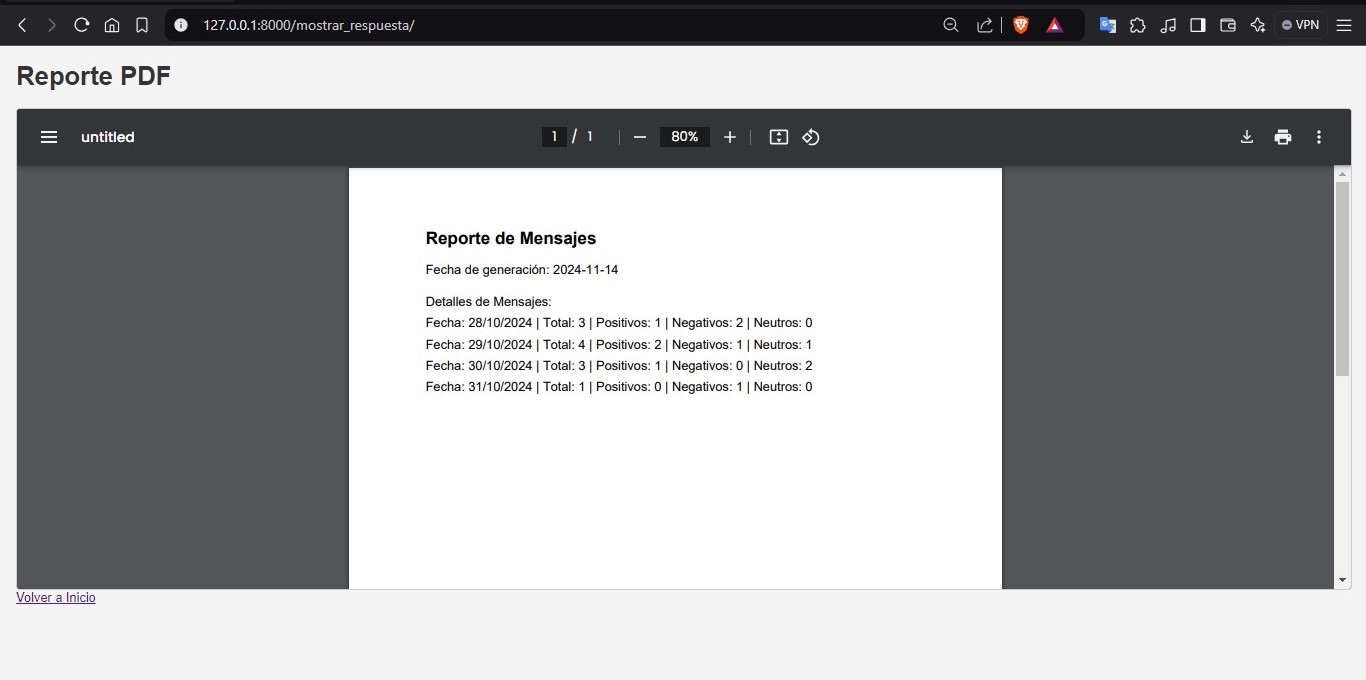 127.0.0.1:8000/mostrar_respuesta/
VPN
Reporte PDF
untitled
1 / 1
80%
Reporte de Mensajes
Fecha de generación: 2024-11-14
Detalles de Mensajes:
Fecha: 28/10/2024 | Total: 3 | Positivos: 1 | Negativos: 2 | Neutros: 0
Fecha: 29/10/2024 | Total: 4 | Positivos: 2 | Negativos: 1 | Neutros: 1
Fecha: 30/10/2024 | Total: 3 | Positivos: 1 | Negativos: 0 | Neutros: 2
Fecha: 31/10/2024 | Total: 1 | Positivos: 0 | Negativos: 1 | Neutros: 0
Volver a Inicio